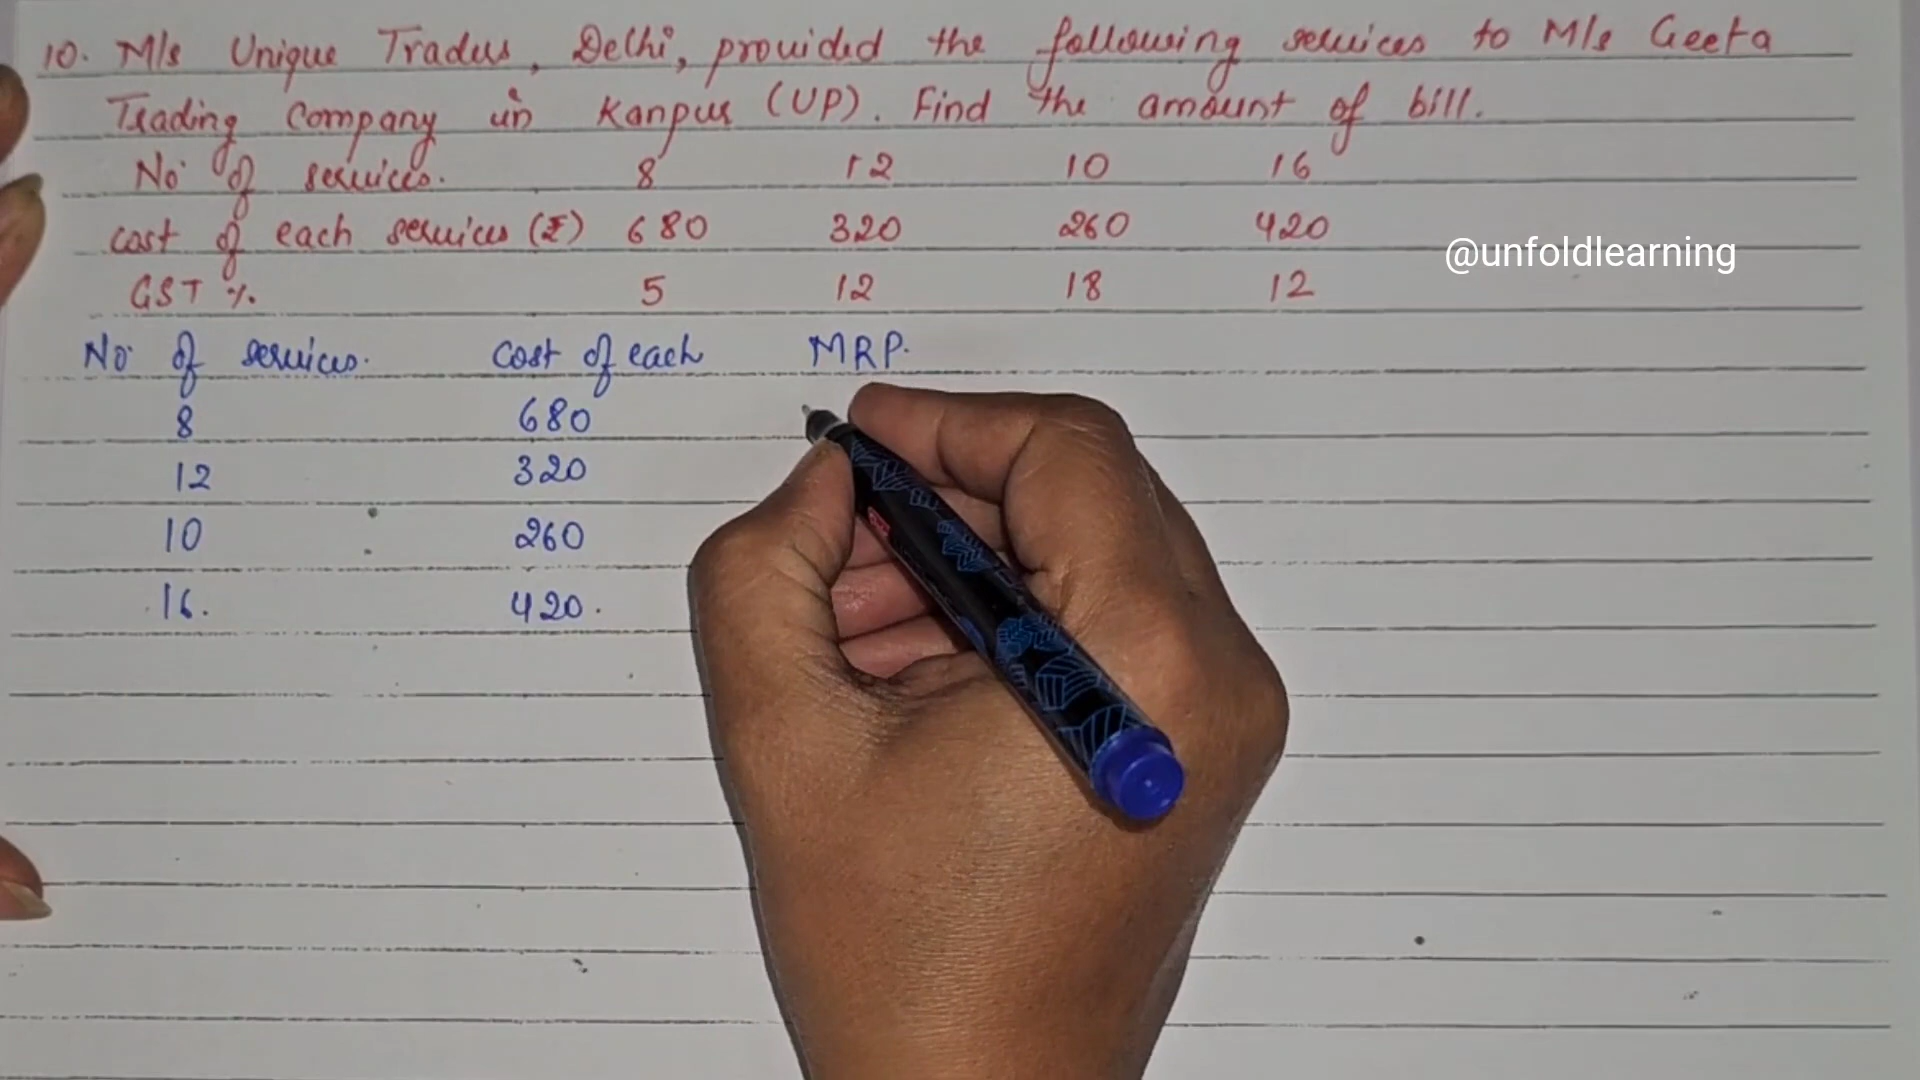 10. M/s Unique Traders, Delhi, provided the following services to M/s Geeta
Trading Company in Kanpur (UP). Find the amount of bill.
No of services. 8 12 10 16
cost of each services (₹) 680 320 260 420
@unfoldlearning
GST %. 5 12 18 12
No of services. Cost of each MRP.
8 680
12 320
10 260
16. 420.